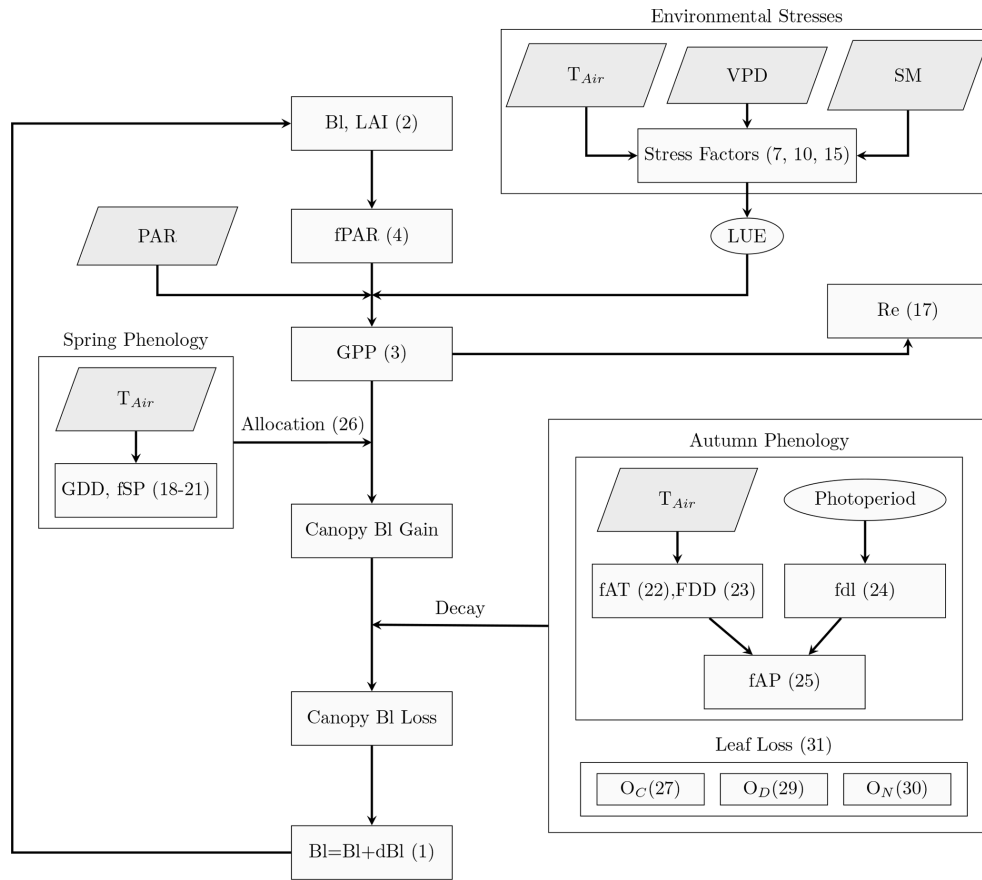 Environmental Stresses
T_Air
VPD
SM
Stress Factors (7, 10, 15)
LUE
Bl, LAI (2)
fPAR (4)
PAR
Re (17)
GPP (3)
Spring Phenology
T_Air
GDD, fSP (18-21)
Allocation (26)
Canopy Bl Gain
Autumn Phenology
T_Air
Photoperiod
fAT (22),FDD (23)
fdl (24)
fAP (25)
Decay
Canopy Bl Loss
Leaf Loss (31)
O_C(27)
O_D(29)
O_N(30)
Bl=Bl+dBl (1)